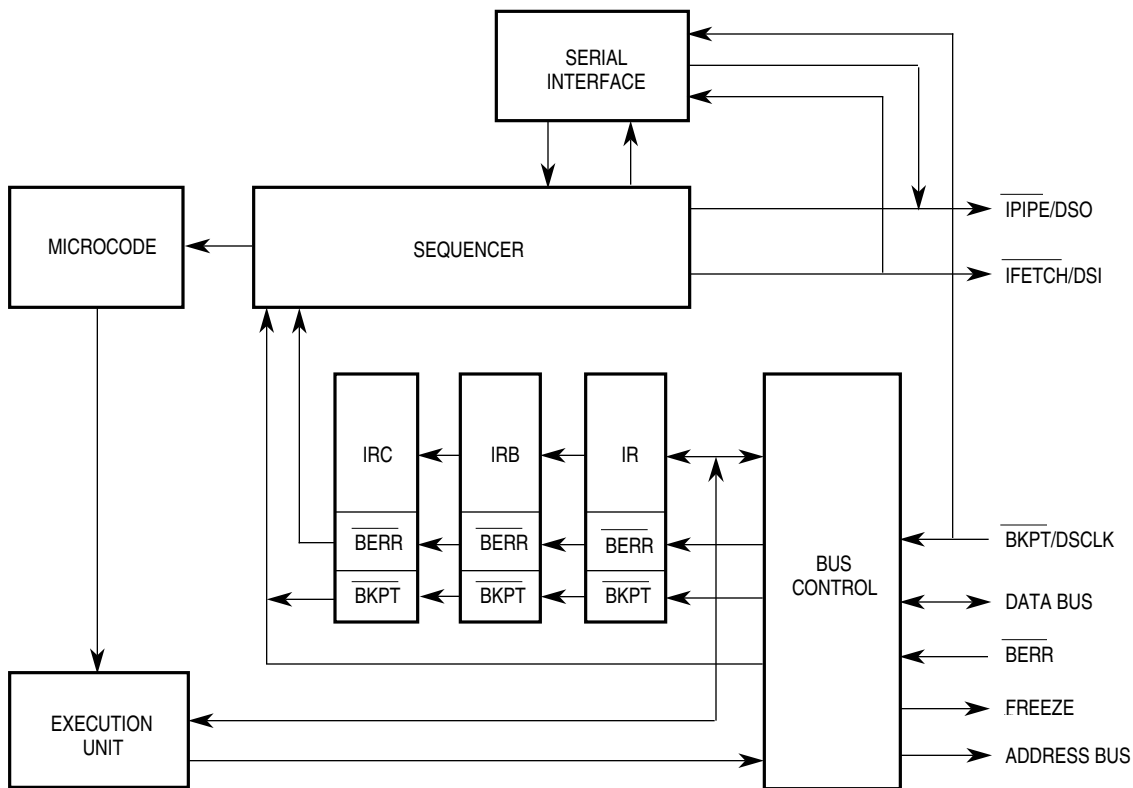 SERIAL
INTERFACE
MICROCODE
SEQUENCER
IPIPE/DSO
IFETCH/DSI
IRC
IRB
IR
BERR
BERR
BERR
BKPT
BKPT
BKPT
BUS
CONTROL
BKPT/DSCLK
DATA BUS
BERR
FREEZE
ADDRESS BUS
EXECUTION
UNIT